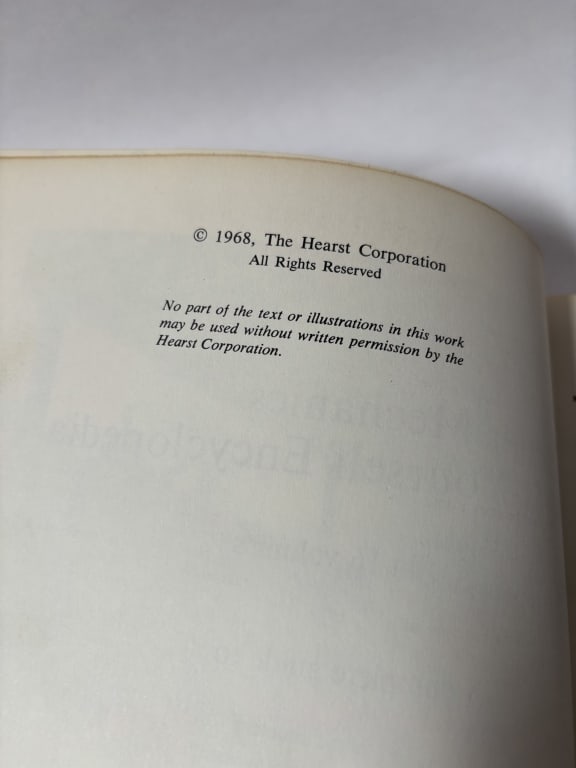 © 1968, The Hearst Corporation
All Rights Reserved
No part of the text or illustrations in this work
may be used without written permission by the
Hearst Corporation.